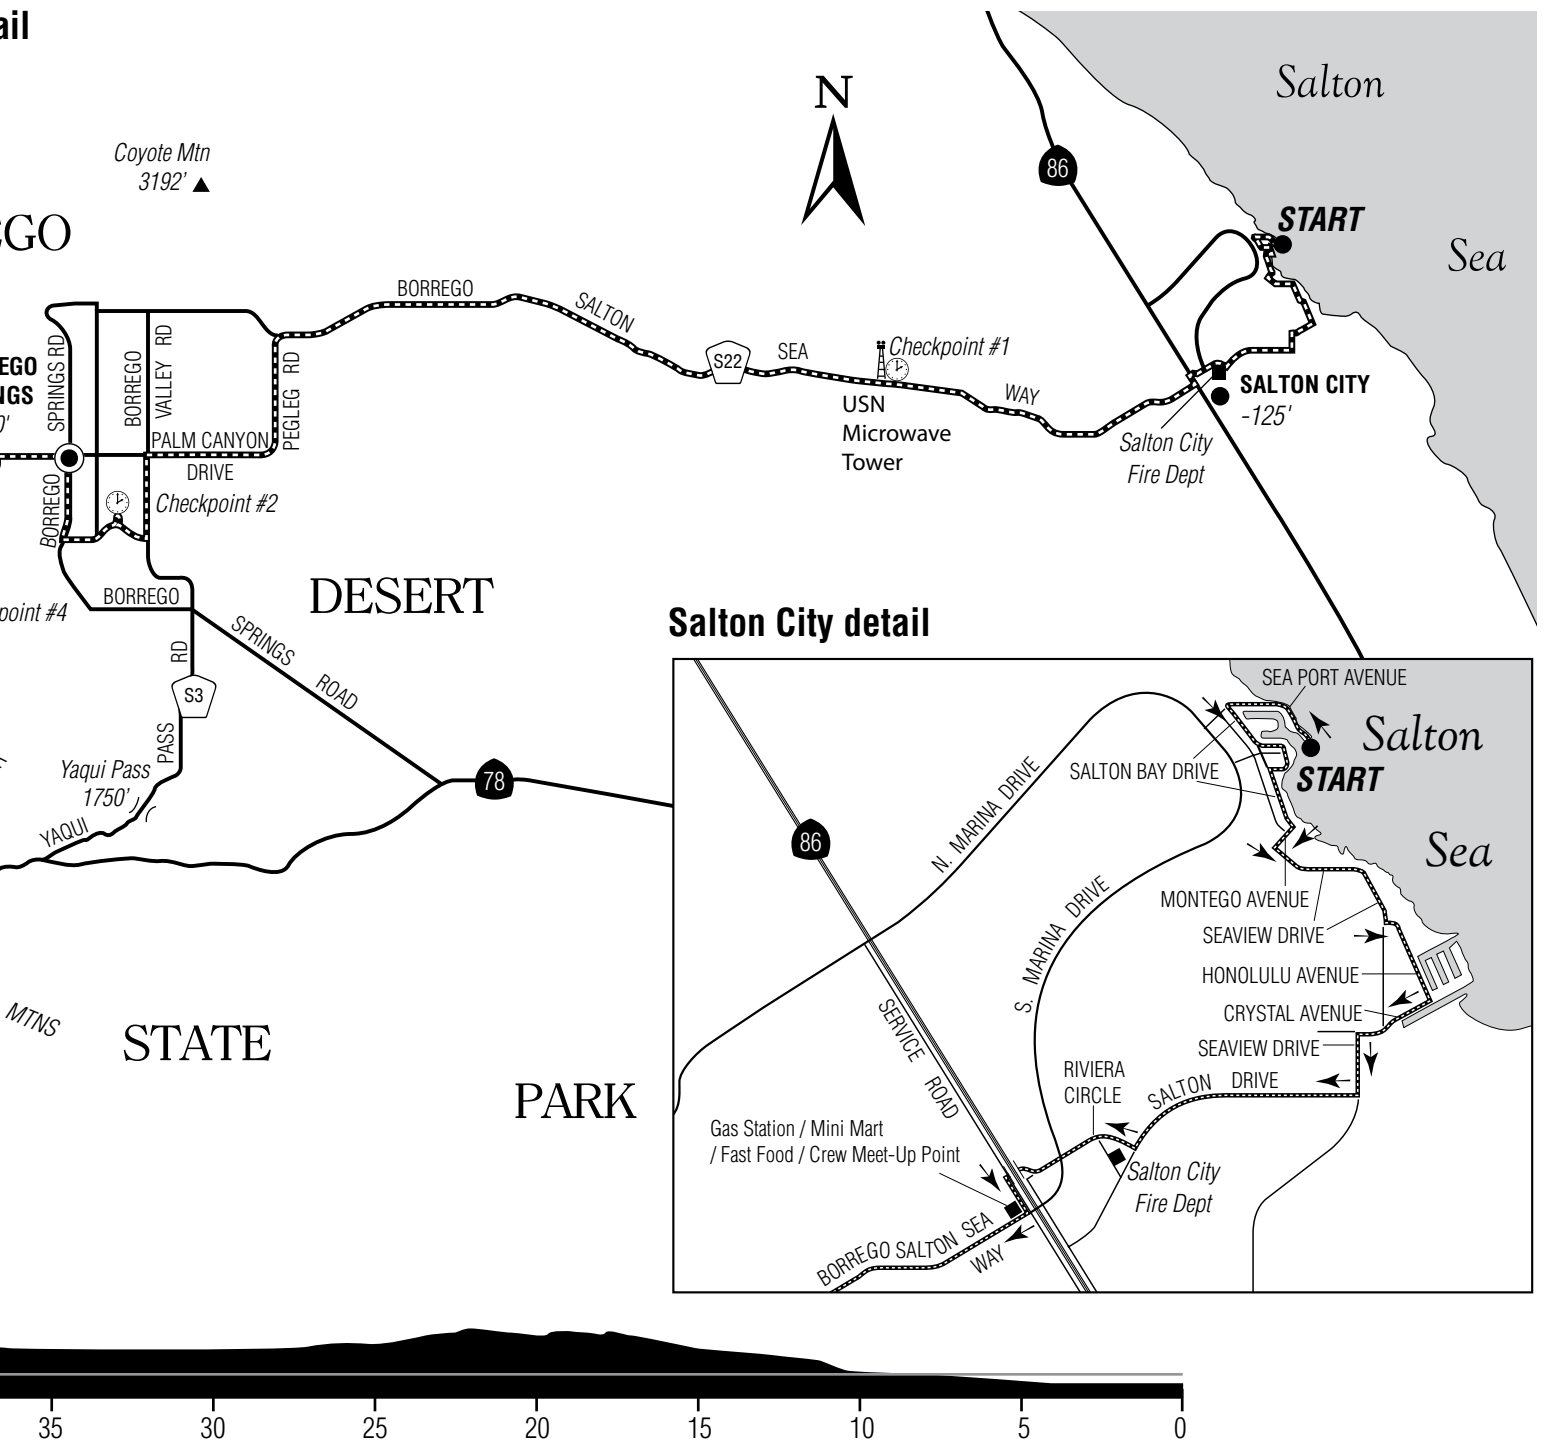 ail
Salton
Sea
N
86
START
Coyote Mtn
3192'
EGO
BORREGO
SALTON
S22
SEA
WAY
Checkpoint #1
USN
Microwave
Tower
SALTON CITY
-125'
Salton City
Fire Dept
SPRINGS RD
EGO
NGS
0'
BORREGO
VALLEY RD
PEGLEG RD
PALM CANYON
DRIVE
Checkpoint #2
BORREGO
BORREGO
point #4
RD
S3
PASS
SPRINGS
ROAD
DESERT
Yaqui Pass
1750'
YAQUI
78
MTNS
STATE
PARK
Salton City detail
SEA PORT AVENUE
Salton
START
Sea
SALTON BAY DRIVE
N. MARINA DRIVE
86
S. MARINA DRIVE
MONTEGO AVENUE
SEAVIEW DRIVE
HONOLULU AVENUE
CRYSTAL AVENUE
SEAVIEW DRIVE
SERVICE ROAD
RIVIERA
CIRCLE
SALTON DRIVE
Gas Station / Mini Mart
/ Fast Food / Crew Meet-Up Point
Salton City
Fire Dept
BORREGO SALTON SEA
WAY
35 30 25 20 15 10 5 0